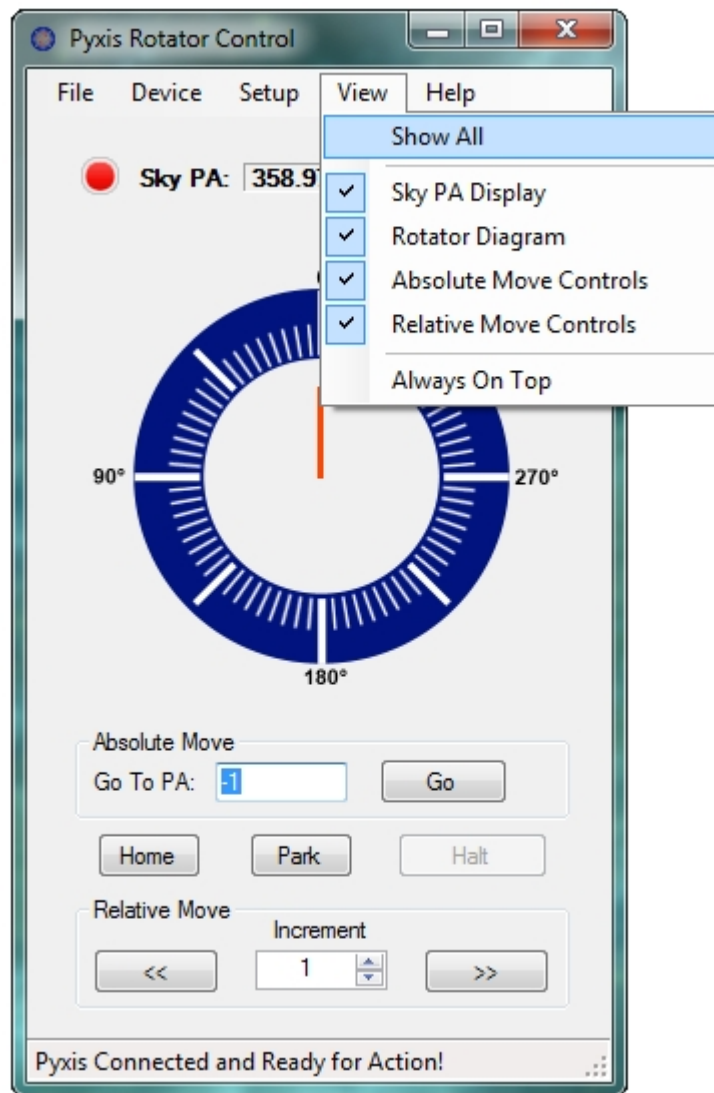 Pyxis Rotator Control
File Device Setup View Help
Show All
Sky PA: 358.9
Sky PA Display
Rotator Diagram
Absolute Move Controls
Relative Move Controls
Always On Top
90°
270°
180°
Absolute Move
Go To PA: -1 Go
Home Park Halt
Relative Move
Increment
<< 1 >>
Pyxis Connected and Ready for Action!